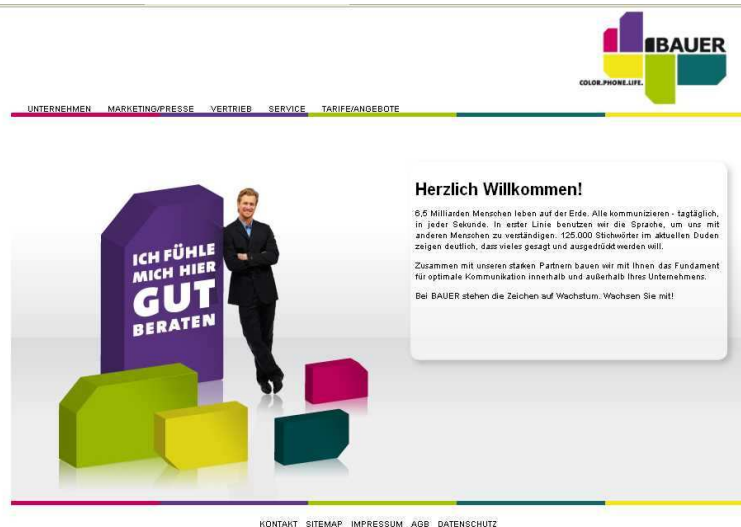 BAUER
COLOR.PHONE.LIFE.
UNTERNEHMEN MARKETING/PRESSE VERTRIEB SERVICE TARIFE/ANGEBOTE
ICH FÜHLE
MICH HIER
GUT
BERATEN
Herzlich Willkommen!
6,5 Milliarden Menschen leben auf der Erde. Alle kommunizieren - tagtäglich,
in jeder Sekunde. In erster Linie benutzen wir die Sprache, um uns mit
anderen Menschen zu verständigen. 125.000 Stichwörter im aktuellen Duden
zeigen deutlich, dass vieles gesagt und ausgedrückt werden will.
Zusammen mit unseren starken Partnern bauen wir mit Ihnen das Fundament
für optimale Kommunikation innerhalb und außerhalb Ihres Unternehmens.
Bei BAUER stehen die Zeichen auf Wachstum. Wachsen Sie mit!
KONTAKT SITEMAP IMPRESSUM AGB DATENSCHUTZ